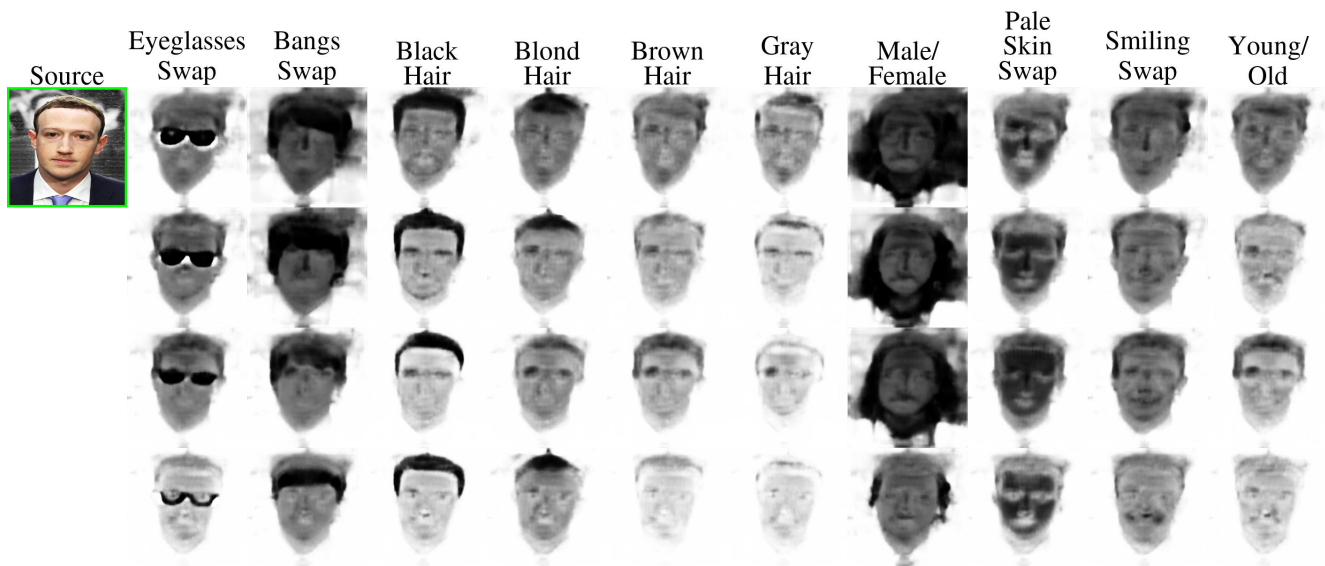 Source
Eyeglasses
Swap
Bangs
Swap
Black
Hair
Blond
Hair
Brown
Hair
Gray
Hair
Male/
Female
Pale
Skin
Swap
Smiling
Swap
Young/
Old